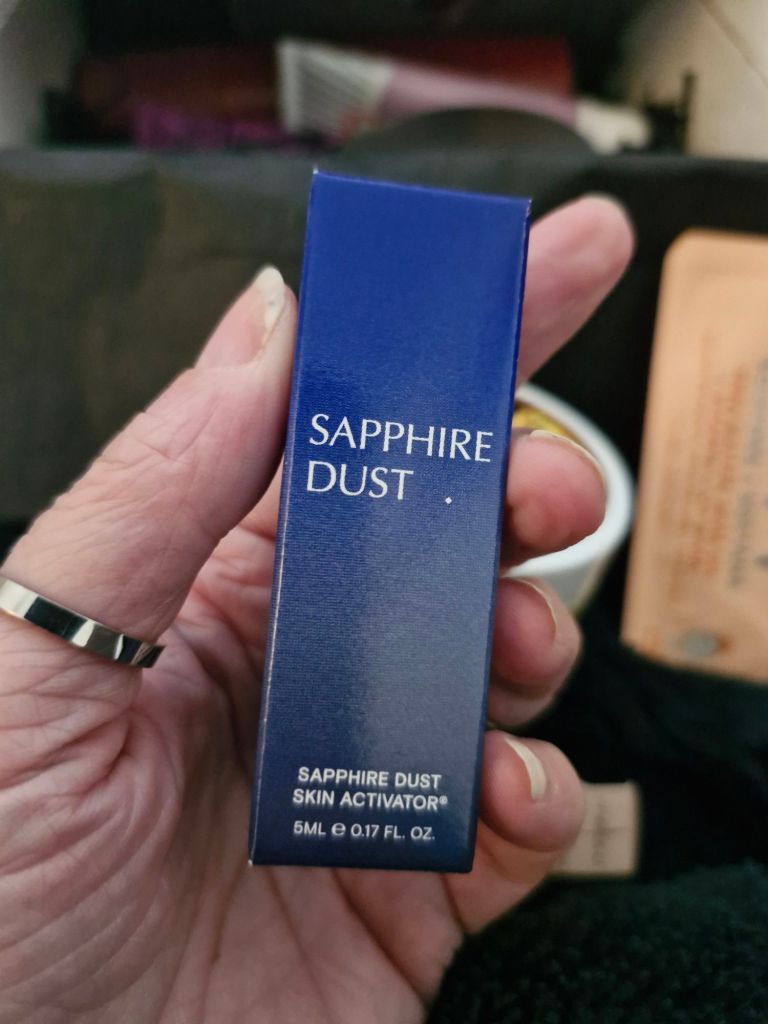 SAPPHIRE
DUST
SAPPHIRE DUST
SKIN ACTIVATOR®
5ML ℮ 0.17 FL. OZ.